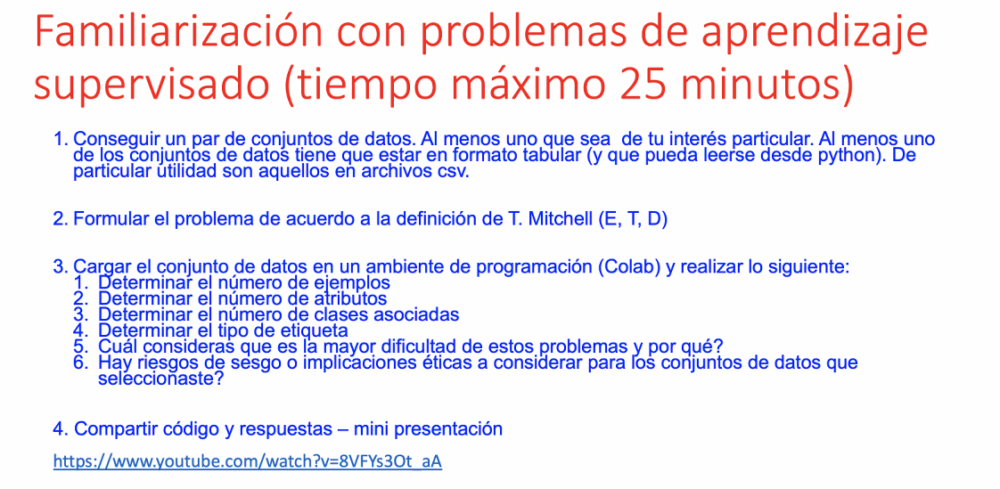 Familiarización con problemas de aprendizaje
supervisado (tiempo máximo 25 minutos)
1. Conseguir un par de conjuntos de datos. Al menos uno que sea  de tu interés particular. Al menos uno
de los conjuntos de datos tiene que estar en formato tabular (y que pueda leerse desde python). De
particular utilidad son aquellos en archivos csv.
2. Formular el problema de acuerdo a la definición de T. Mitchell (E, T, D)
3. Cargar el conjunto de datos en un ambiente de programación (Colab) y realizar lo siguiente:
1. Determinar el número de ejemplos
2. Determinar el número de atributos
3. Determinar el número de clases asociadas
4. Determinar el tipo de etiqueta
5. Cuál consideras que es la mayor dificultad de estos problemas y por qué?
6. Hay riesgos de sesgo o implicaciones éticas a considerar para los conjuntos de datos que
seleccionaste?
4. Compartir código y respuestas – mini presentación
https://www.youtube.com/watch?v=8VFYs3Ot_aA